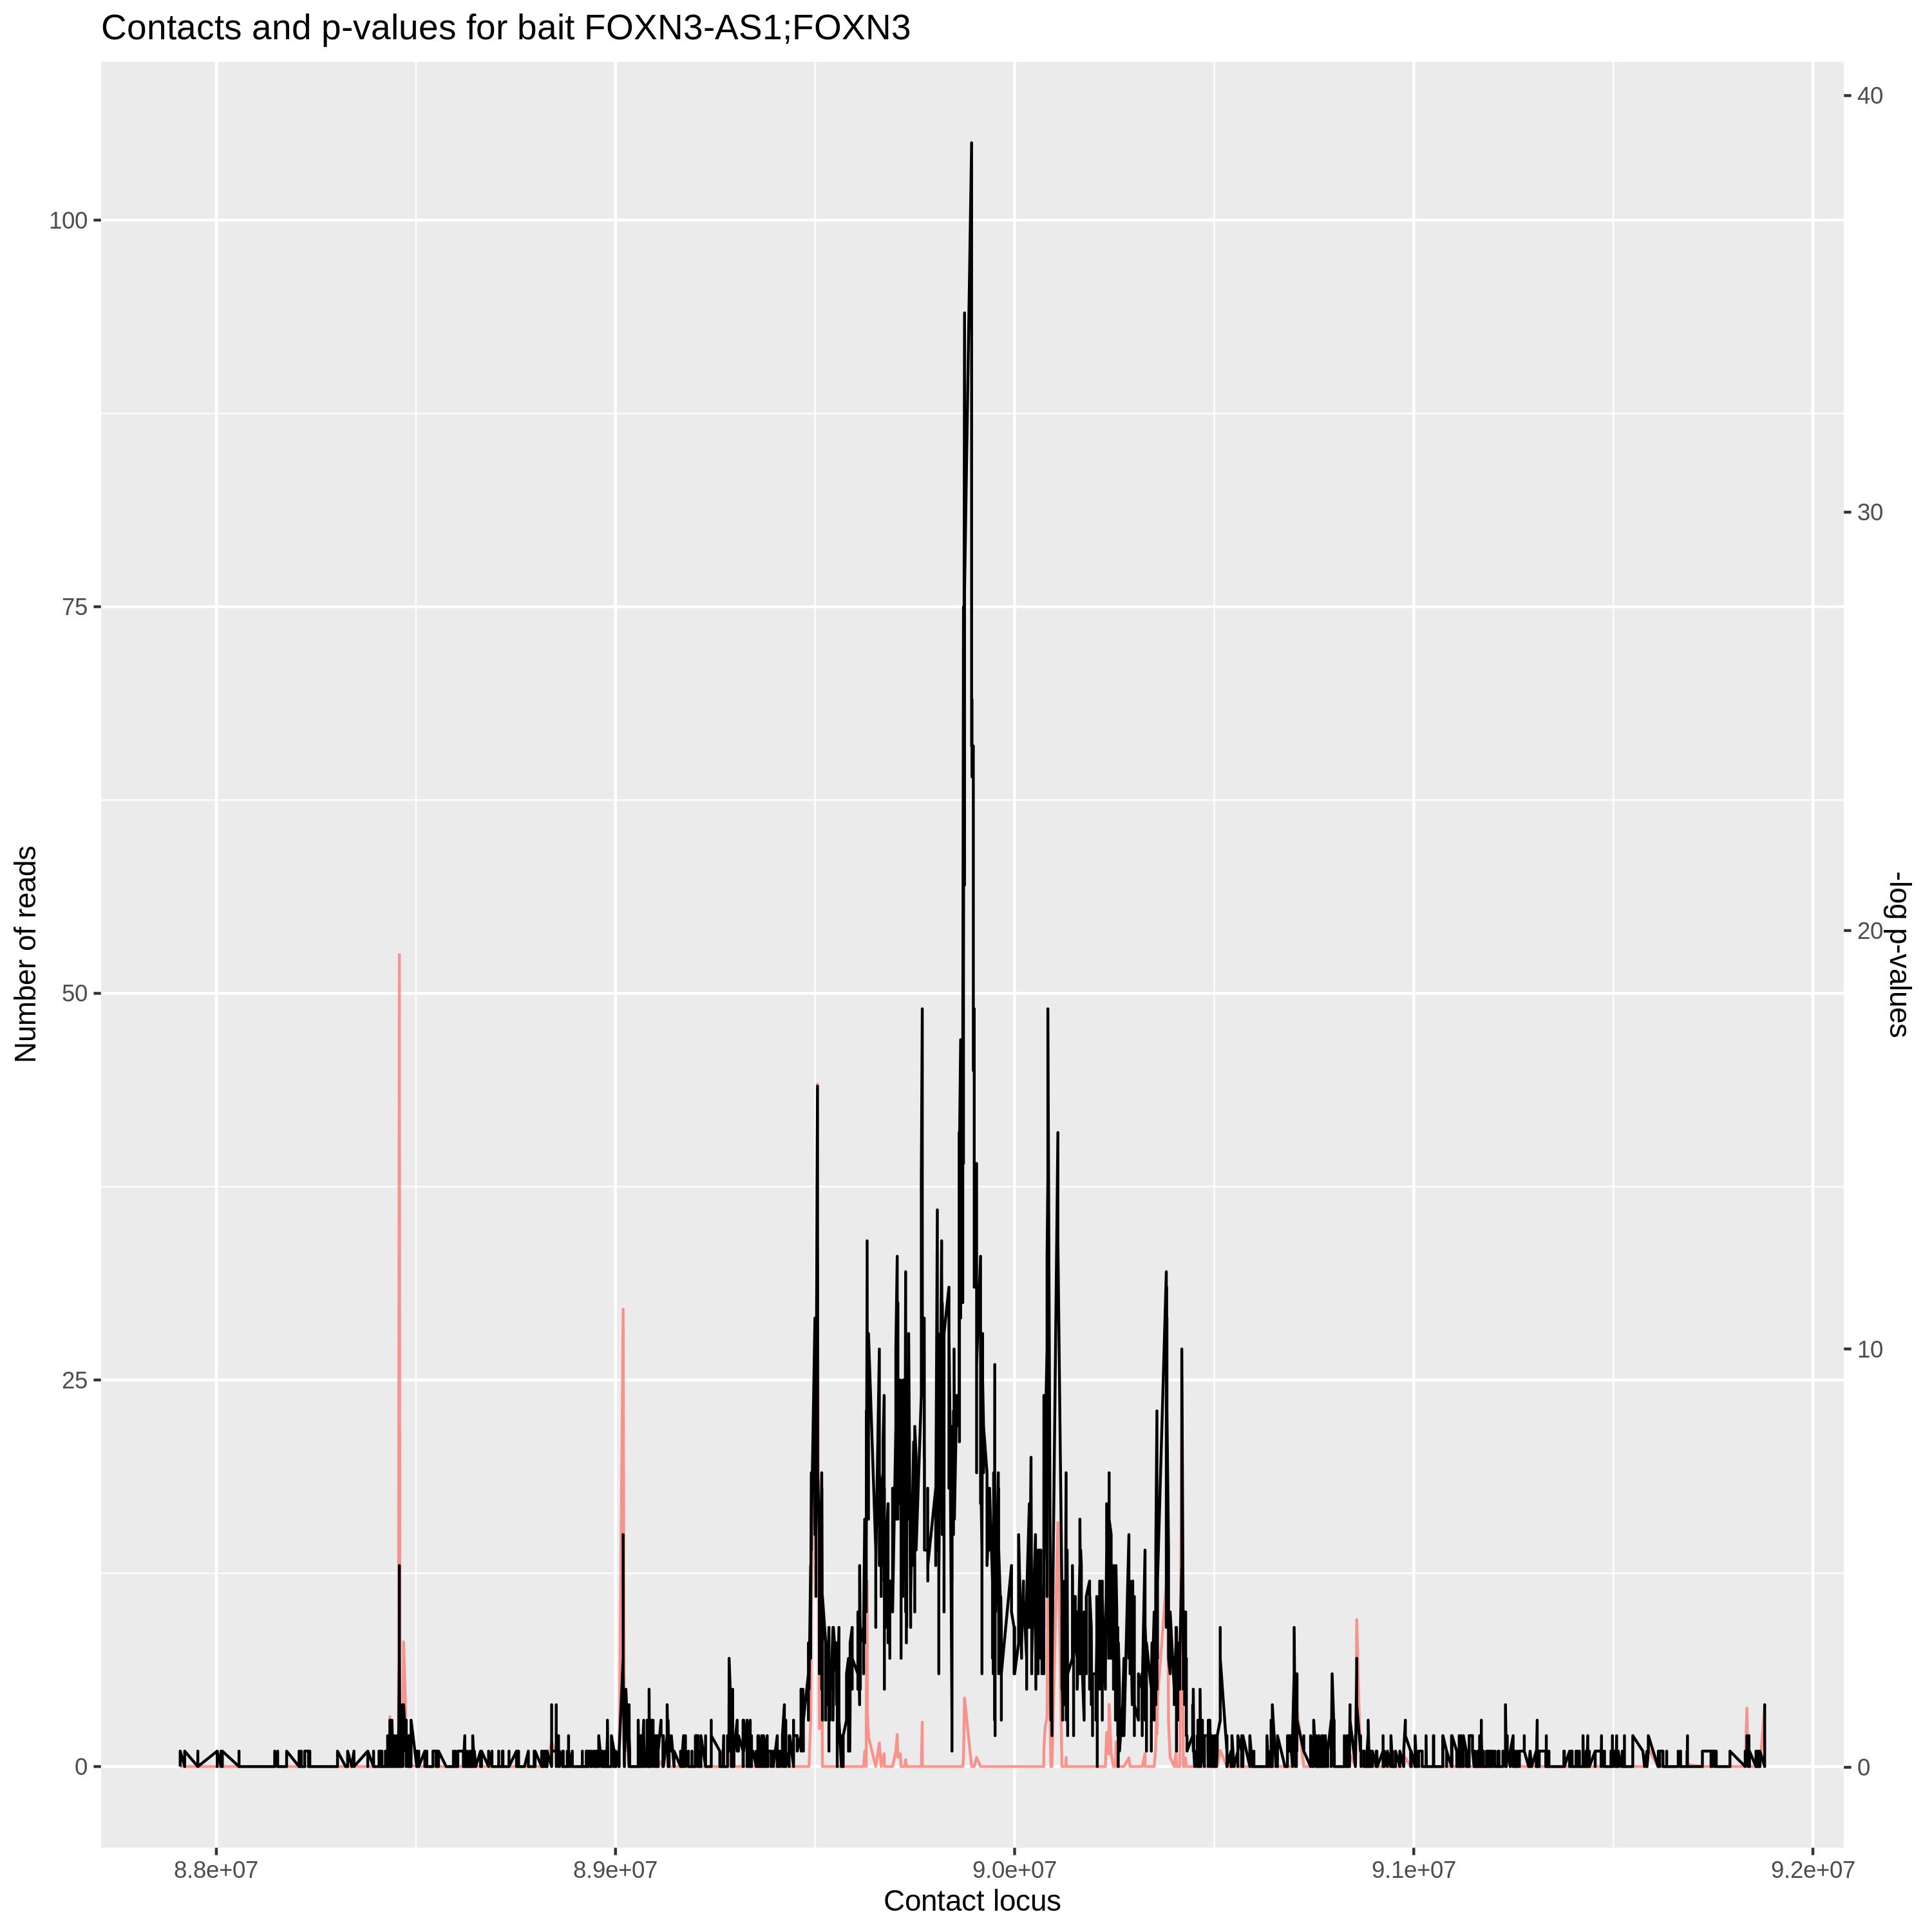 Contacts and p-values for bait FOXN3-AS1;FOXN3
40
100
30
75
Number of reads
-log p-values
20
50
10
25
0
0
8.8e+07
8.9e+07
9.0e+07
9.1e+07
9.2e+07
Contact locus